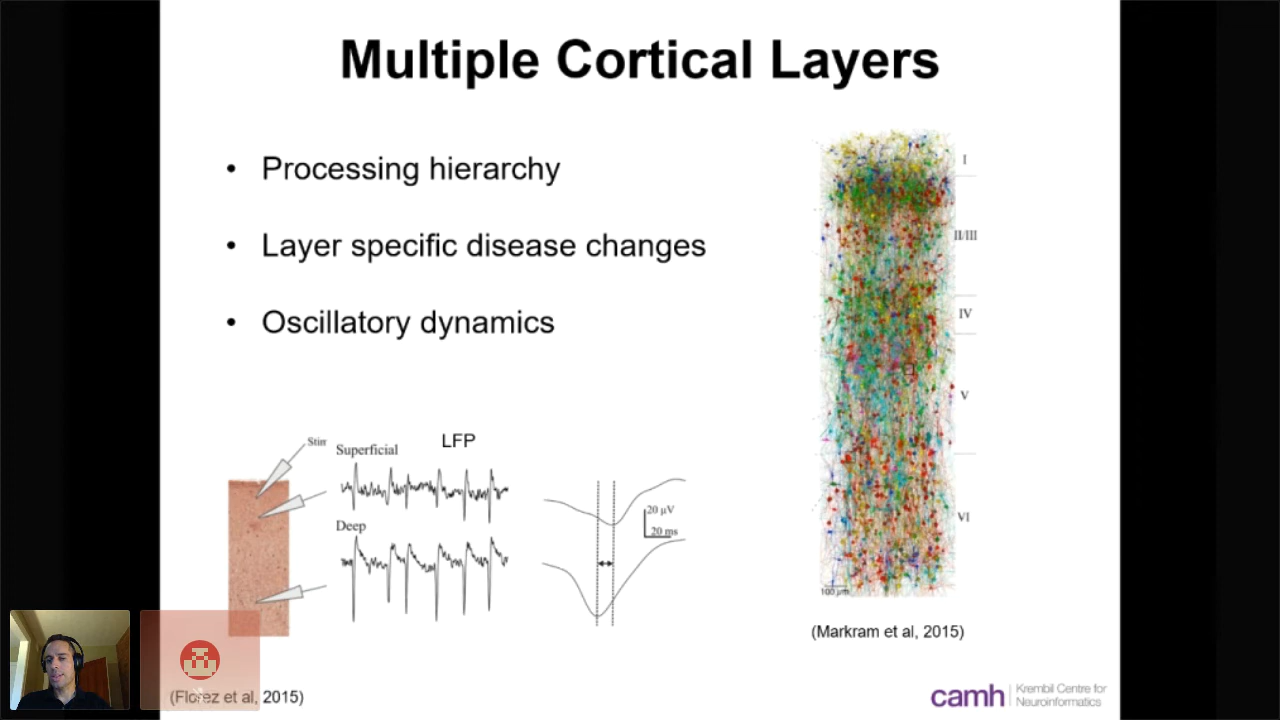 Multiple Cortical Layers
• Processing hierarchy
• Layer specific disease changes
• Oscillatory dynamics
I
II/III
IV
V
VI
100 μm
(Markram et al, 2015)
Stim
Superficial
LFP
Deep
20 μV
20 ms
(Florez et al, 2015)
camh
Krembil Centre for
Neuroinformatics